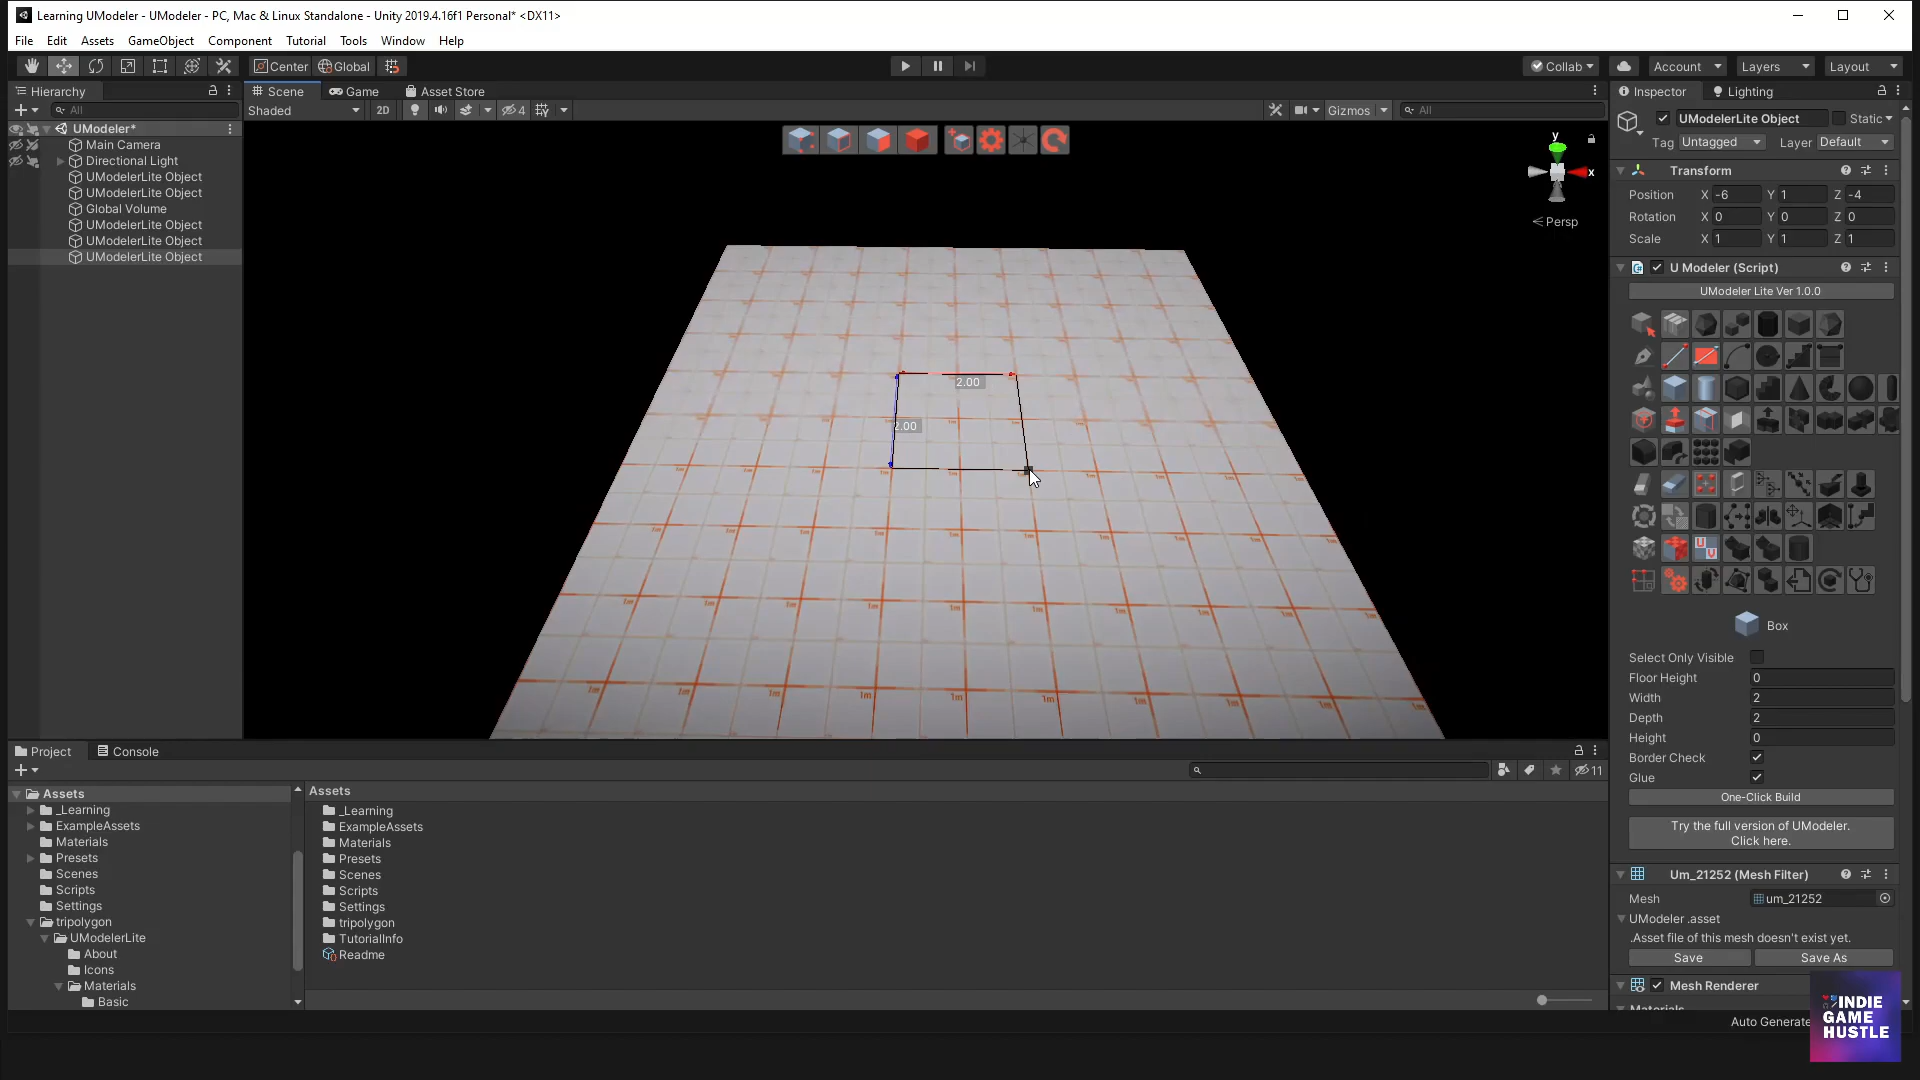 Learning UModeler - UModeler - PC, Mac & Linux Standalone - Unity 2019.4.16f1 Personal* <DX11>
File Edit Assets GameObject Component Tutorial Tools Window Help
Center Global Collab Account Layers Layout
Hierarchy
All
UModeler*
Main Camera
Directional Light
UModelerLite Object
UModelerLite Object
Global Volume
UModelerLite Object
UModelerLite Object
UModelerLite Object
Scene Game Asset Store
Shaded 2D 4 Gizmos All
y
x
Persp
2.00
2.00
1m 1m 1m
Inspector Lighting
UModelerLite Object Static
Tag Untagged Layer Default
Transform
Position X -6 Y 1 Z -4
Rotation X 0 Y 0 Z 0
Scale X 1 Y 1 Z 1
U Modeler (Script)
UModeler Lite Ver 1.0.0
Box
Select Only Visible
Floor Height 0
Width 2
Depth 2
Height 0
Border Check
Glue
One-Click Build
Try the full version of UModeler.
Click here.
Um_21252 (Mesh Filter)
Mesh um_21252
UModeler .asset
.Asset file of this mesh doesn't exist yet.
Save Save As
Mesh Renderer
Materials
Auto Generate
INDIE
GAME
HUSTLE
Project Console
11
Assets
_Learning
ExampleAssets
Materials
Presets
Scenes
Scripts
Settings
tripolygon
UModelerLite
About
Icons
Materials
Basic
Assets
_Learning
ExampleAssets
Materials
Presets
Scenes
Scripts
Settings
tripolygon
TutorialInfo
Readme